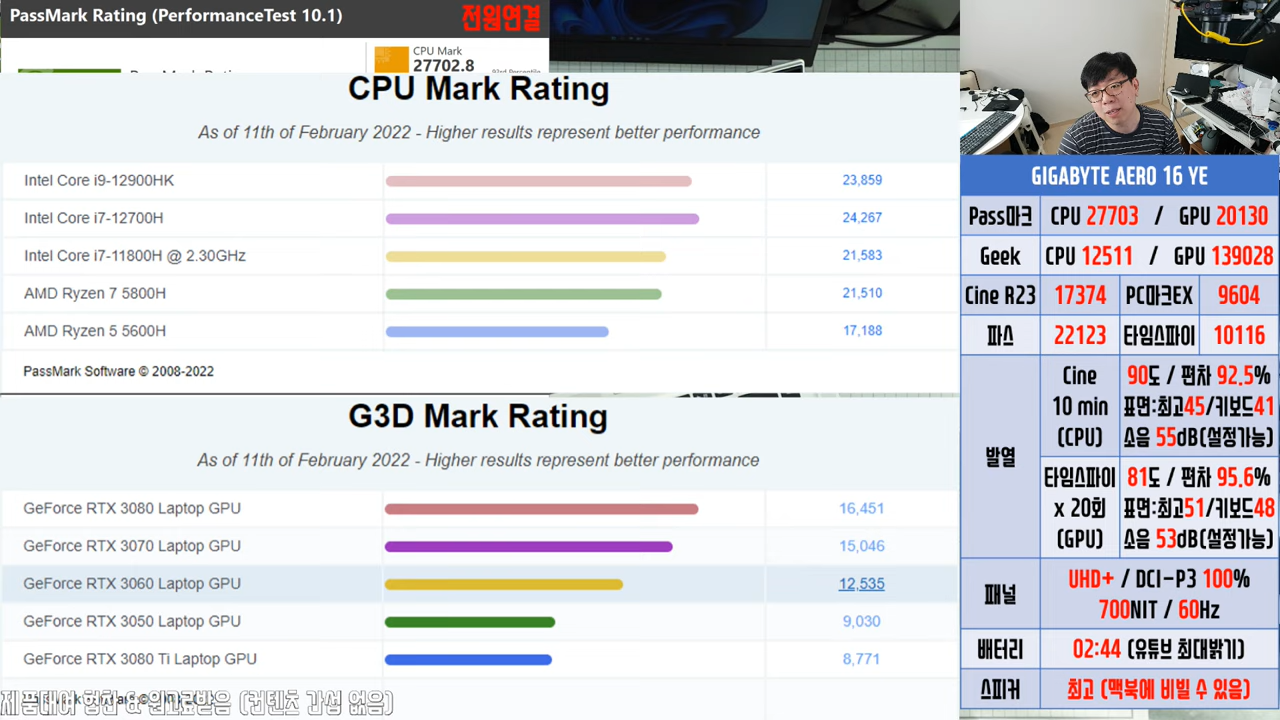 PassMark Rating (PerformanceTest 10.1)
전원연결
CPU Mark
27702.8
CPU Mark Rating
As of 11th of February 2022 - Higher results represent better performance
Intel Core i9-12900HK 23,859
Intel Core i7-12700H 24,267
Intel Core i7-11800H @ 2.30GHz 21,583
AMD Ryzen 7 5800H 21,510
AMD Ryzen 5 5600H 17,188
PassMark Software © 2008-2022
G3D Mark Rating
As of 11th of February 2022 - Higher results represent better performance
GeForce RTX 3080 Laptop GPU 16,451
GeForce RTX 3070 Laptop GPU 15,046
GeForce RTX 3060 Laptop GPU 12,535
GeForce RTX 3050 Laptop GPU 9,030
GeForce RTX 3080 Ti Laptop GPU 8,771
제품대여 협찬 & 원고료받음 (컨텐츠 간섭 없음)
GIGABYTE AERO 16 YE
Pass마크 CPU 27703 / GPU 20130
Geek CPU 12511 / GPU 139028
Cine R23 17374 PC마크EX 9604
파스 22123 타임스파이 10116
발열
Cine
10 min
(CPU)
90도 / 편차 92.5%
표면:최고45/키보드41
소음 55dB(설정가능)
타임스파이
x 20회
(GPU)
81도 / 편차 95.6%
표면:최고51/키보드48
소음 53dB(설정가능)
패널
UHD+ / DCI-P3 100%
700NIT / 60Hz
배터리 02:44 (유튜브 최대밝기)
스피커 최고 (맥북에 비빌 수 있음)